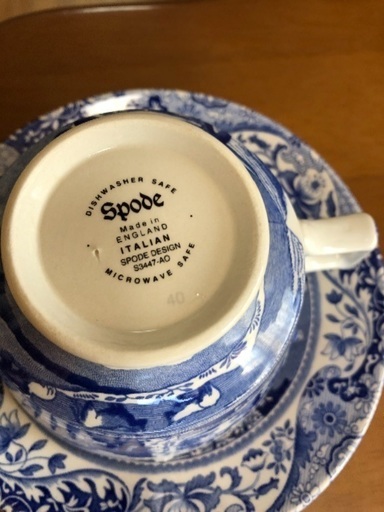 DISHWASHER SAFE
Spode
Made in
ENGLAND
ITALIAN
SPODE DESIGN
S3447-AO
MICROWAVE SAFE
40